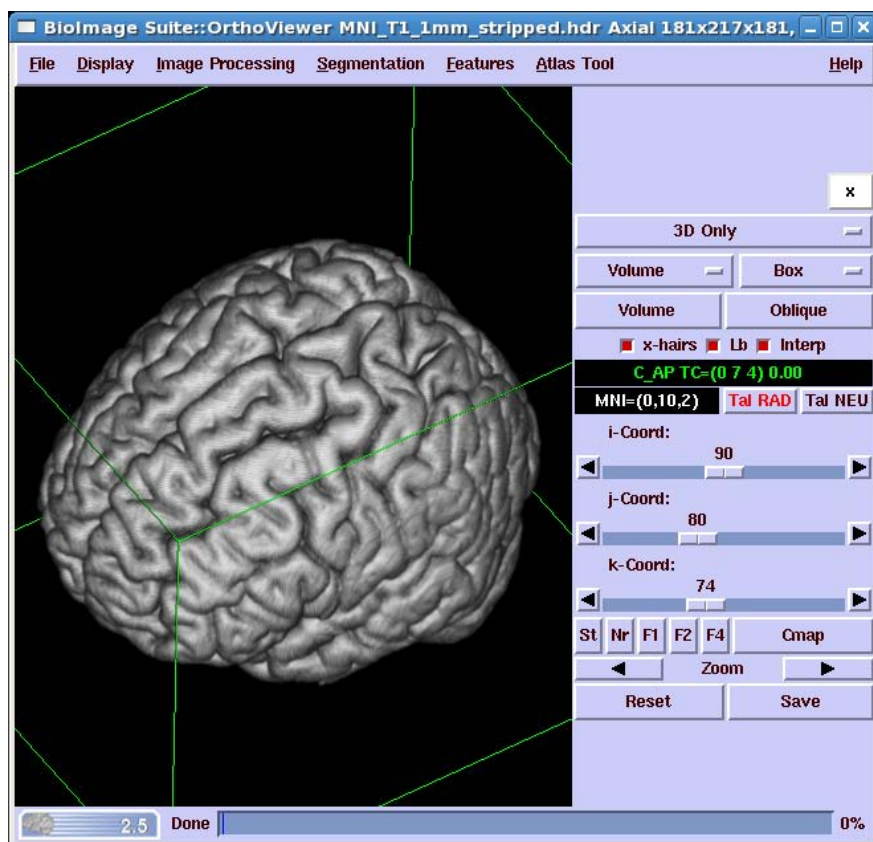 BioImage Suite::OrthoViewer MNI_T1_1mm_stripped.hdr Axial 181x217x181,
File Display Image Processing Segmentation Features Atlas Tool Help
x
3D Only
Volume Box
Volume Oblique
x-hairs Lb Interp
C_AP TC=(0 7 4) 0.00
MNI=(0,10,2) Tal RAD Tal NEU
i-Coord:
90
j-Coord:
80
k-Coord:
74
St Nr F1 F2 F4 Cmap
Zoom
Reset Save
2.5 Done 0%